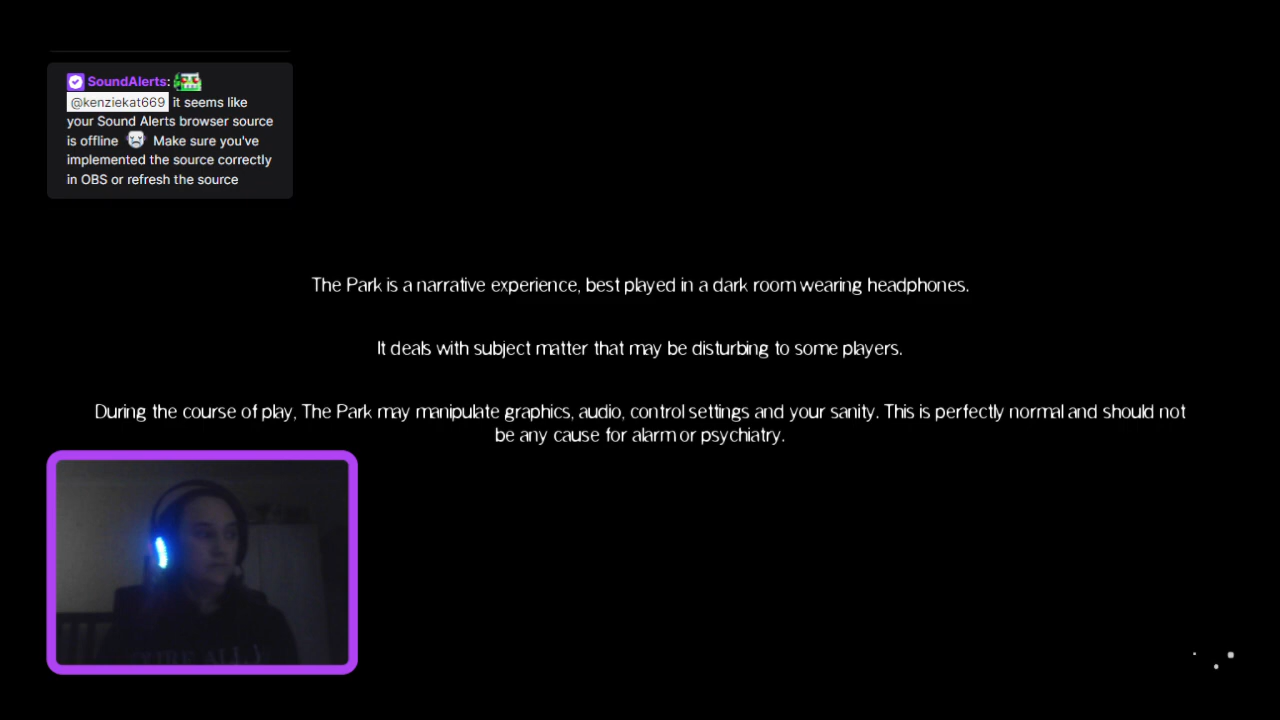 SoundAlerts:
@kenziekat669 it seems like
your Sound Alerts browser source
is offline Make sure you've
implemented the source correctly
in OBS or refresh the source
The Park is a narrative experience, best played in a dark room wearing headphones.
It deals with subject matter that may be disturbing to some players.
During the course of play, The Park may manipulate graphics, audio, control settings and your sanity. This is perfectly normal and should not
be any cause for alarm or psychiatry.